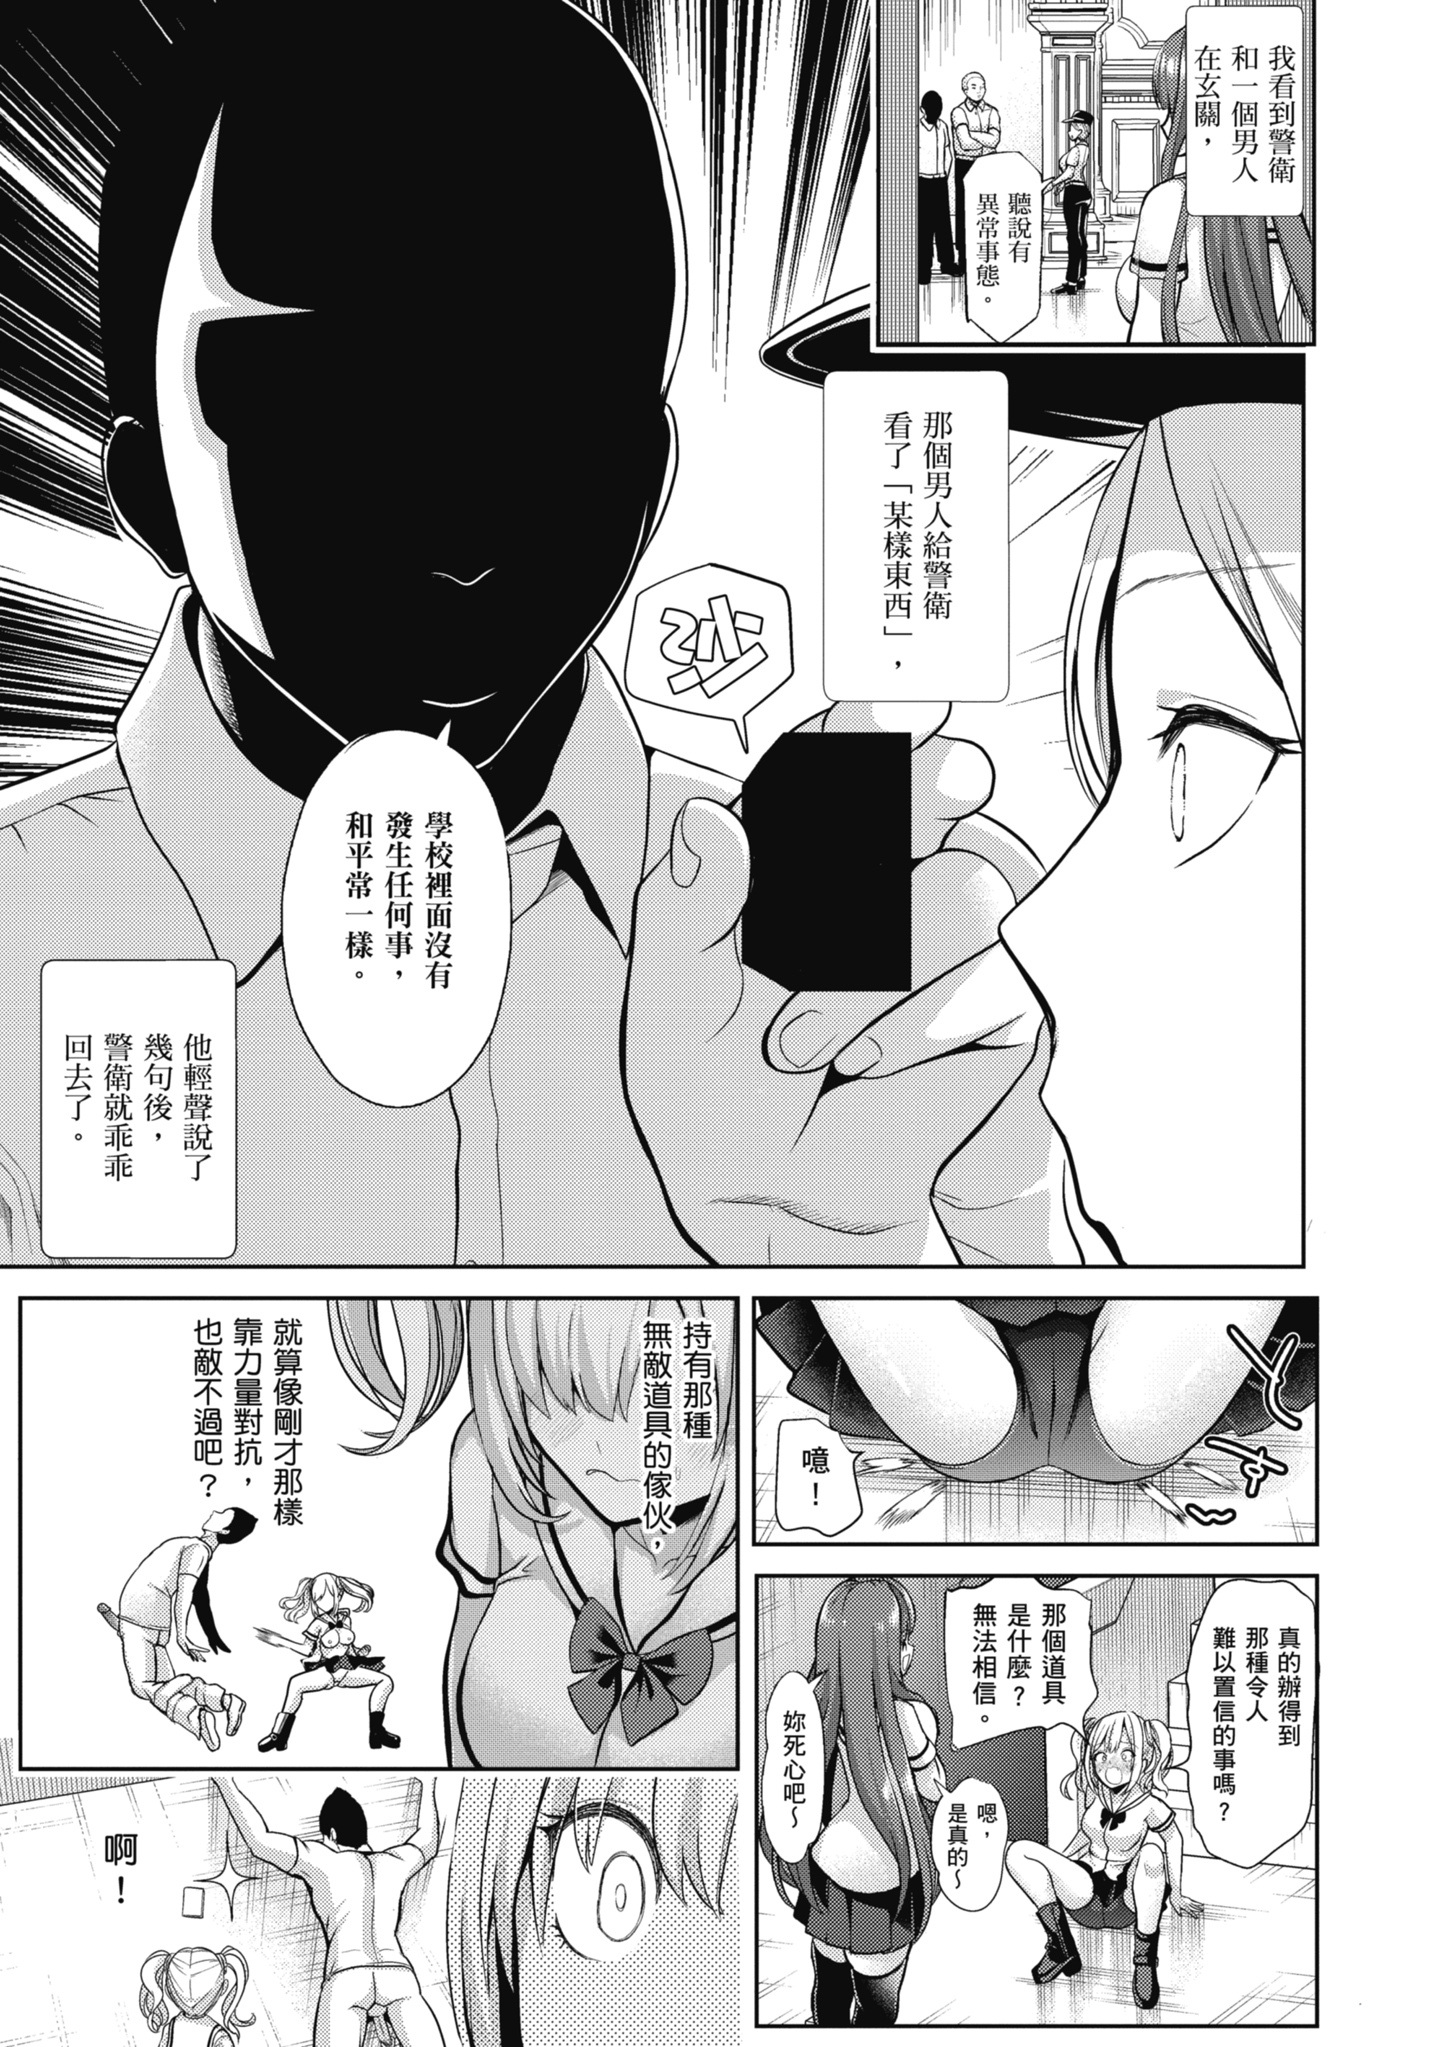 我看到警衛
和一個男人
在玄關，
聽說有
異常事態。
那個男人給警衛
看了「某樣東西」，
學校裡面沒有
發生任何事，
和平常一樣。
他輕聲說了
幾句後，
警衛就乖乖
回去了。
噫！
真的辦得到
那種令人
難以置信的事嗎？
那個道具
是什麼？
無法相信。
嗯，
是真的～
妳死心吧～
持有那種
無敵道具的傢伙，
就算像剛才那樣
靠力量對抗，
也敵不過吧？
啊！